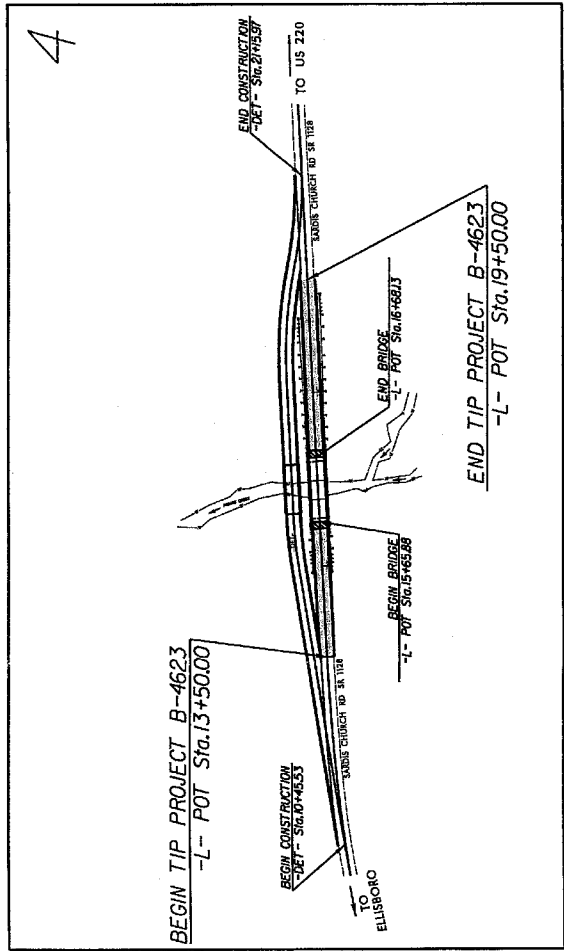 4
END CONSTRUCTION
-DET- Sta.21+15.97
TO US 220
SARDIS CHURCH RD SR 1128
END TIP PROJECT B-4623
-L- POT Sta.19+50.00
END BRIDGE
-L- POT Sta.16+68.13
BEGIN BRIDGE
-L- POT Sta.15+65.88
BEGIN TIP PROJECT B-4623
-L- POT Sta.13+50.00
SARDIS CHURCH RD SR 1128
BEGIN CONSTRUCTION
-DET- Sta.10+45.53
TO
ELLISBORO